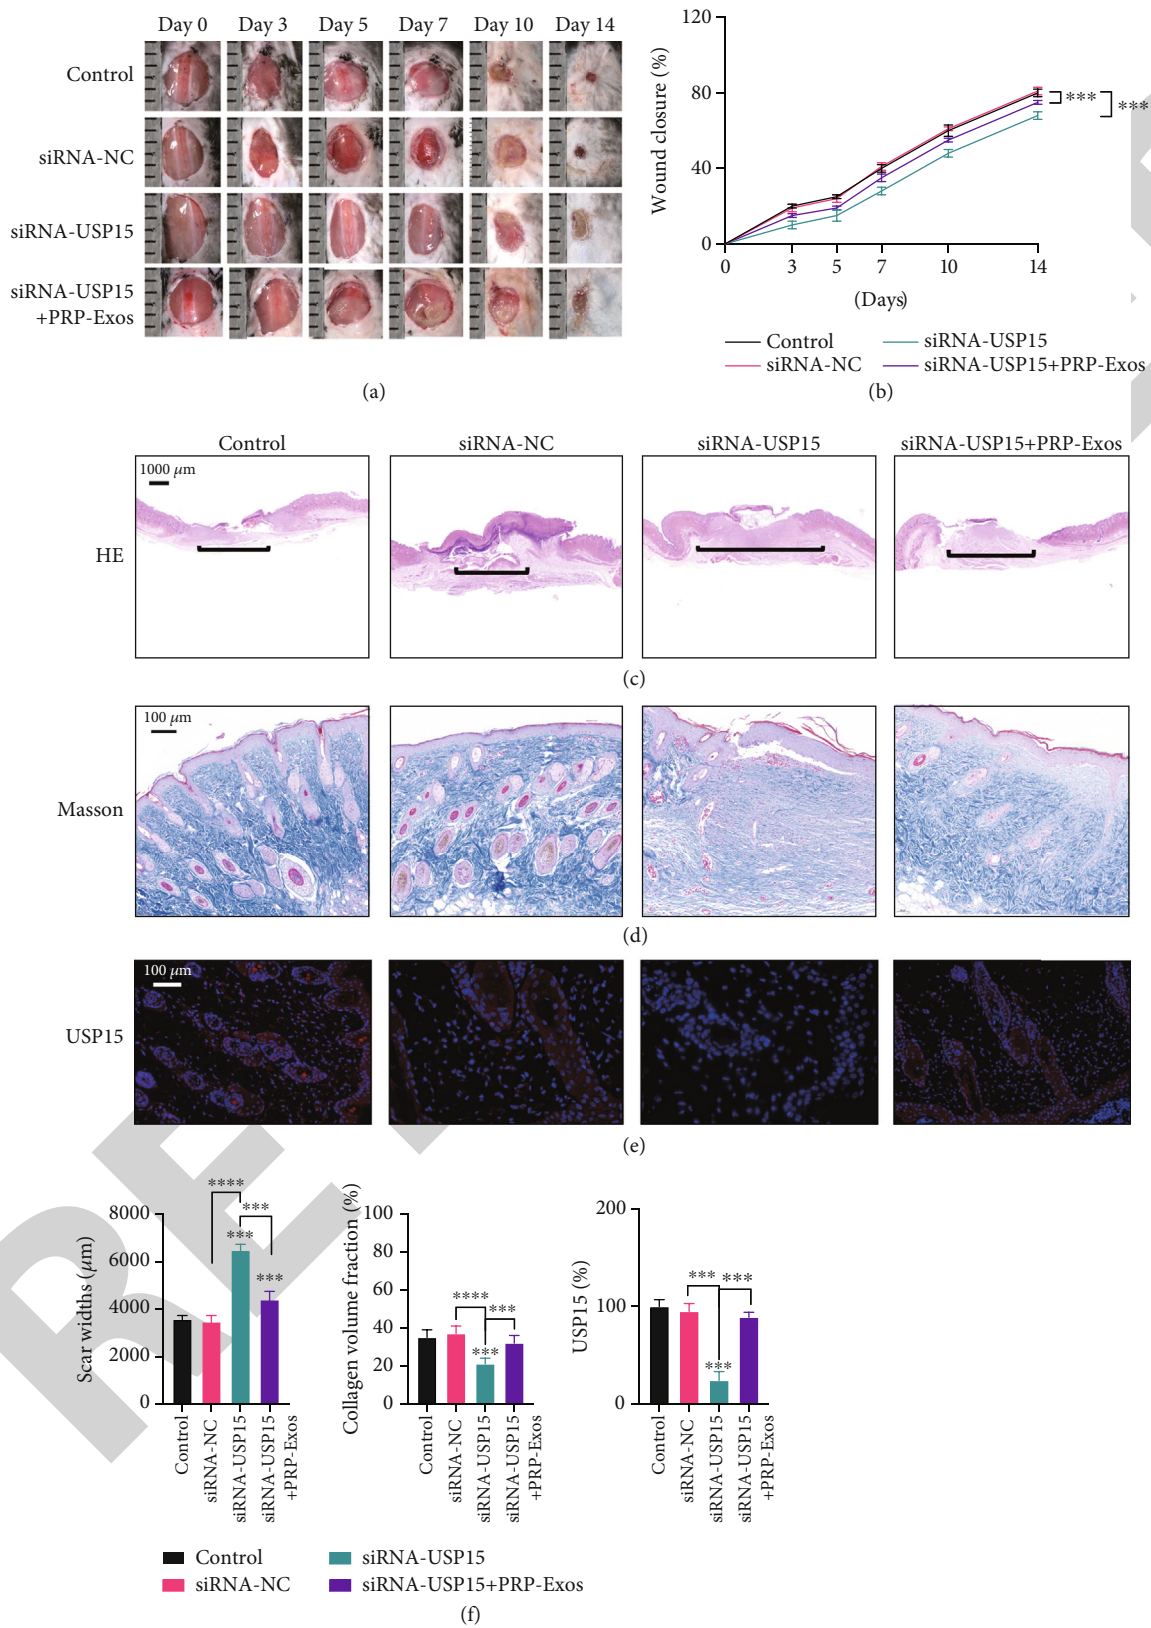 Day 0 Day 3 Day 5 Day 7 Day 10 Day 14
Control
siRNA-NC
siRNA-USP15
siRNA-USP15
+PRP-Exos
(a)
120
80
40
0
Wound closure (%)
0 3 5 7 10 14
(Days)
***
***
Control
siRNA-NC
siRNA-USP15
siRNA-USP15+PRP-Exos
(b)
Control siRNA-NC siRNA-USP15 siRNA-USP15+PRP-Exos
1000 μm
HE
(c)
100 μm
Masson
(d)
100 μm
USP15
(e)
Scar widths (μm)
8000
6000
4000
2000
0
****
***
***
***
Control
siRNA-NC
siRNA-USP15
siRNA-USP15
+PRP-Exos
Collagen volume fraction (%)
100
80
60
40
20
0
****
***
***
Control
siRNA-NC
siRNA-USP15
siRNA-USP15
+PRP-Exos
USP15 (%)
200
100
0
***
***
***
Control
siRNA-NC
siRNA-USP15
siRNA-USP15
+PRP-Exos
Control
siRNA-NC
siRNA-USP15
siRNA-USP15+PRP-Exos
(f)